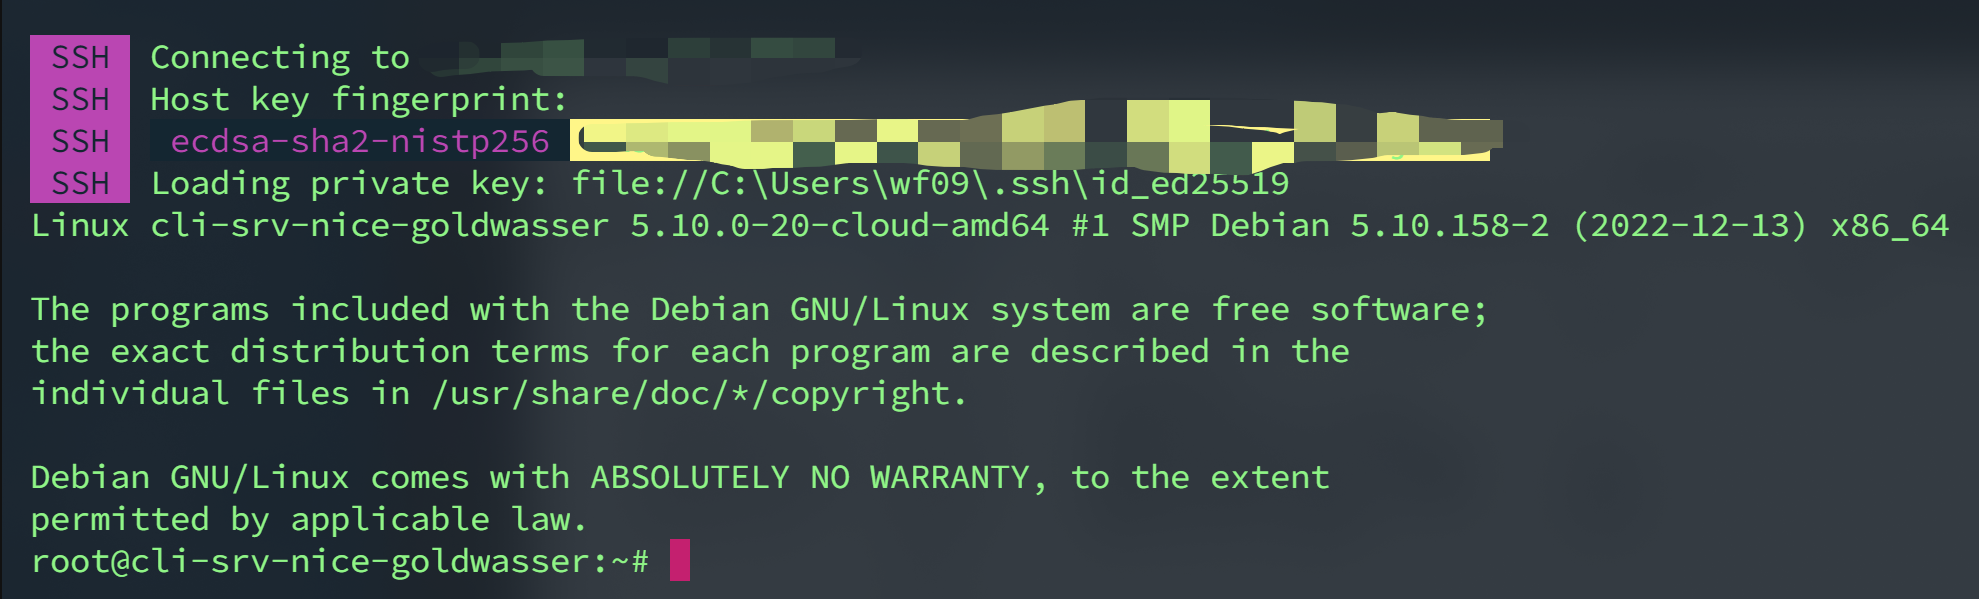 SSH Connecting to
SSH Host key fingerprint:
SSH ecdsa-sha2-nistp256
SSH Loading private key: file://C:\Users\wf09\.ssh\id_ed25519
Linux cli-srv-nice-goldwasser 5.10.0-20-cloud-amd64 #1 SMP Debian 5.10.158-2 (2022-12-13) x86_64

The programs included with the Debian GNU/Linux system are free software;
the exact distribution terms for each program are described in the
individual files in /usr/share/doc/*/copyright.

Debian GNU/Linux comes with ABSOLUTELY NO WARRANTY, to the extent
permitted by applicable law.
root@cli-srv-nice-goldwasser:~#